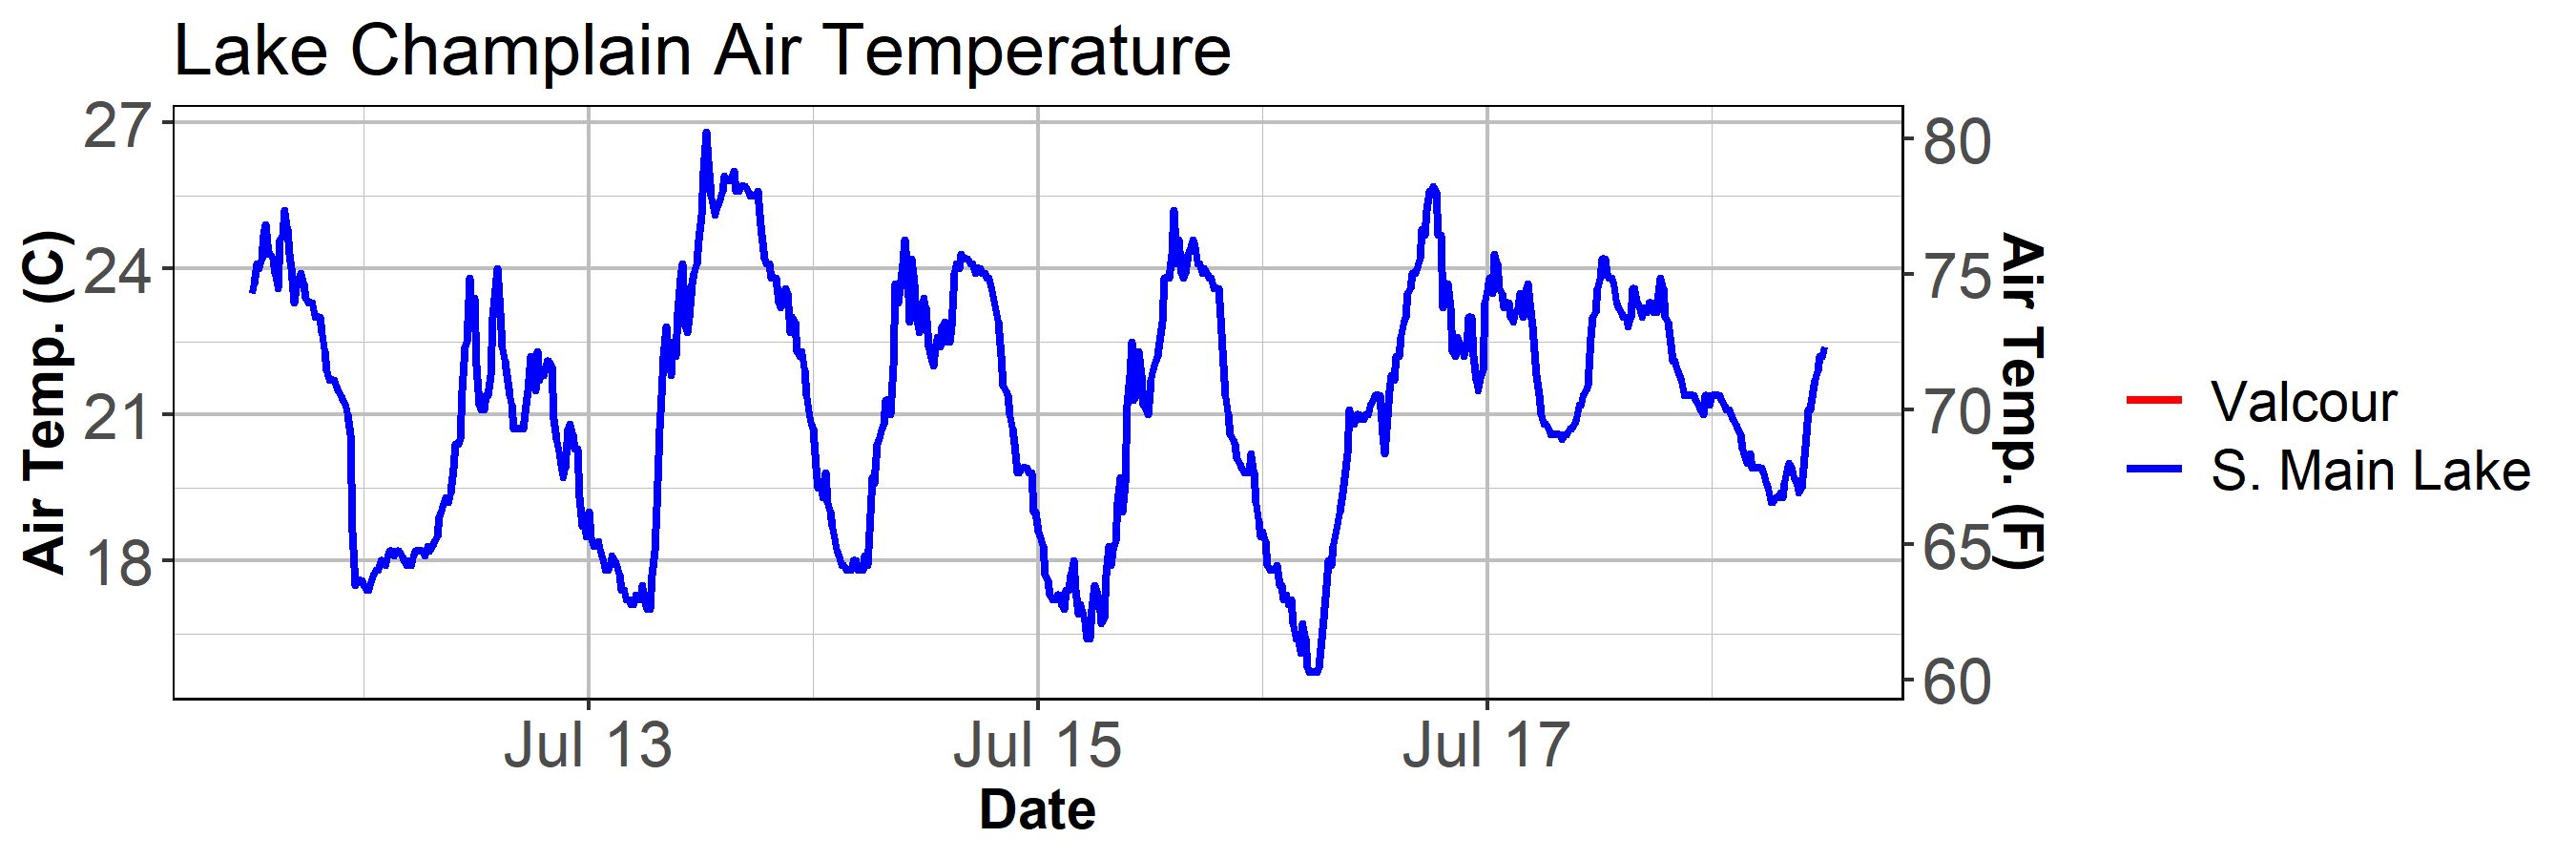 Lake Champlain Air Temperature
27
24
21
18
Air Temp. (C)
80
75
70
65
60
Air Temp. (F)
Jul 13
Jul 15
Jul 17
Date
Valcour
S. Main Lake